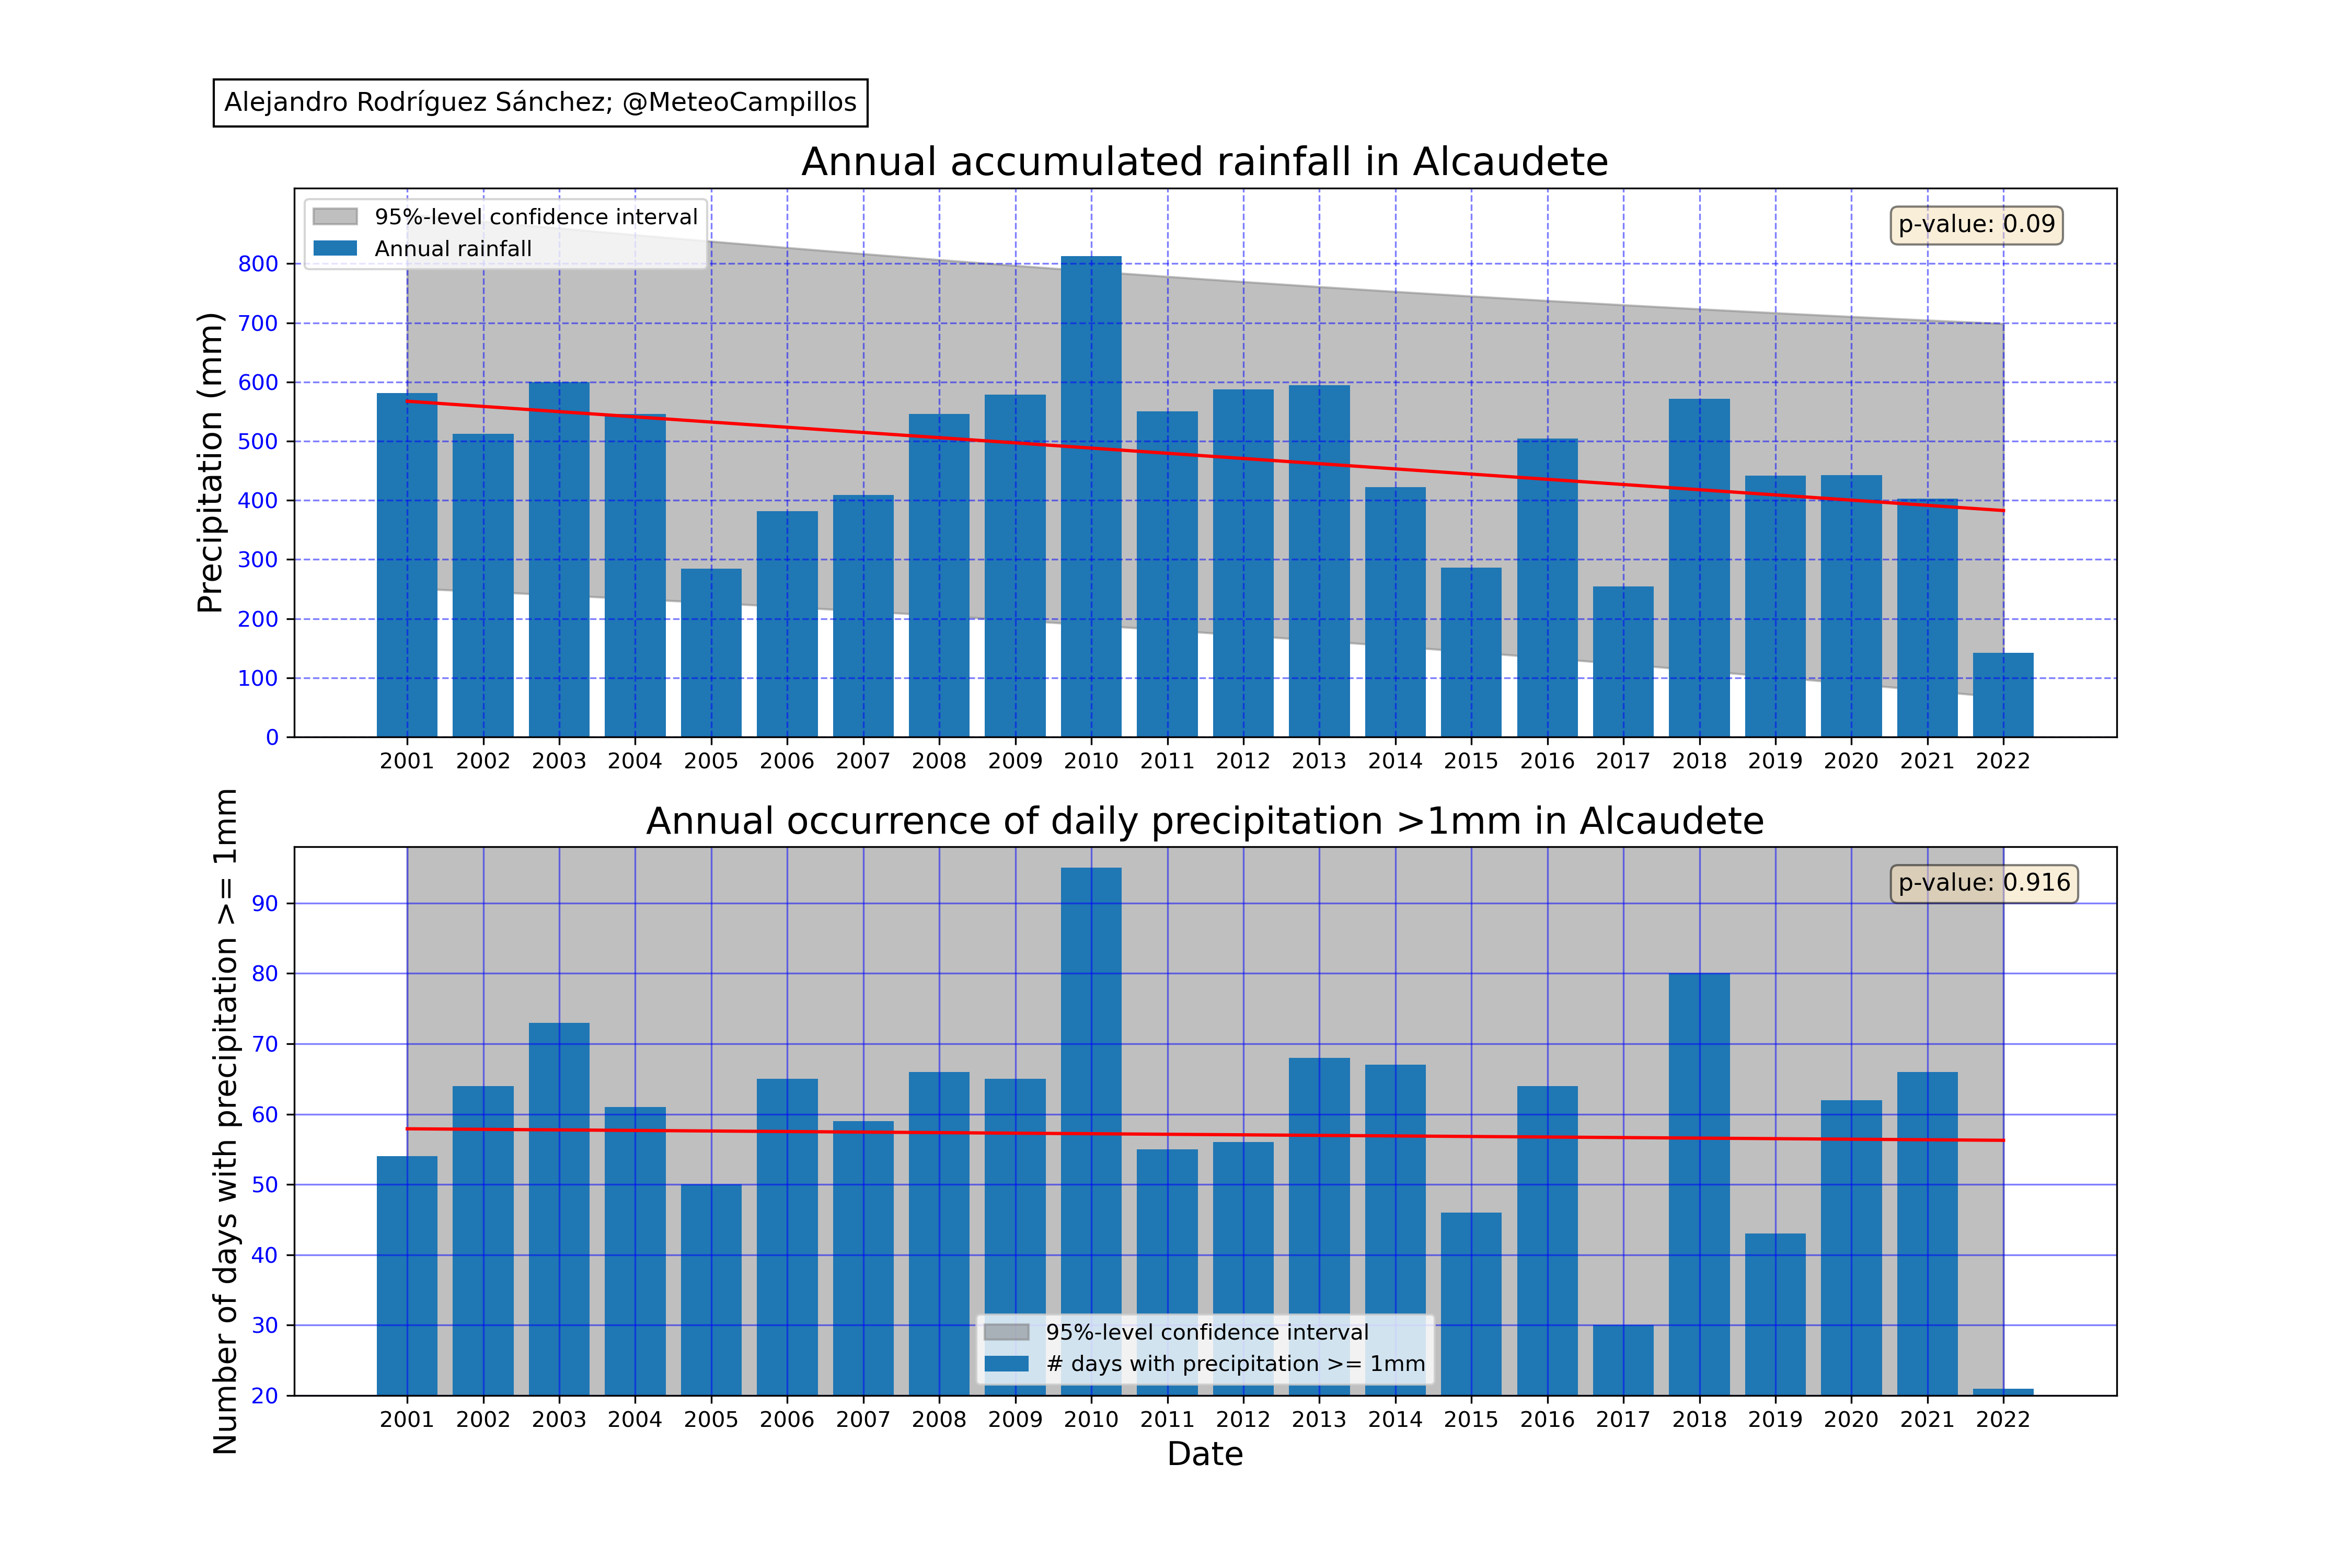 Alejandro Rodríguez Sánchez; @MeteoCampillos
Annual accumulated rainfall in Alcaudete
95%-level confidence interval
Annual rainfall
p-value: 0.09
Precipitation (mm)
800
700
600
500
400
300
200
100
0
2001 2002 2003 2004 2005 2006 2007 2008 2009 2010 2011 2012 2013 2014 2015 2016 2017 2018 2019 2020 2021 2022
Annual occurrence of daily precipitation >1mm in Alcaudete
p-value: 0.916
Number of days with precipitation >= 1mm
90
80
70
60
50
40
30
20
95%-level confidence interval
# days with precipitation >= 1mm
2001 2002 2003 2004 2005 2006 2007 2008 2009 2010 2011 2012 2013 2014 2015 2016 2017 2018 2019 2020 2021 2022
Date